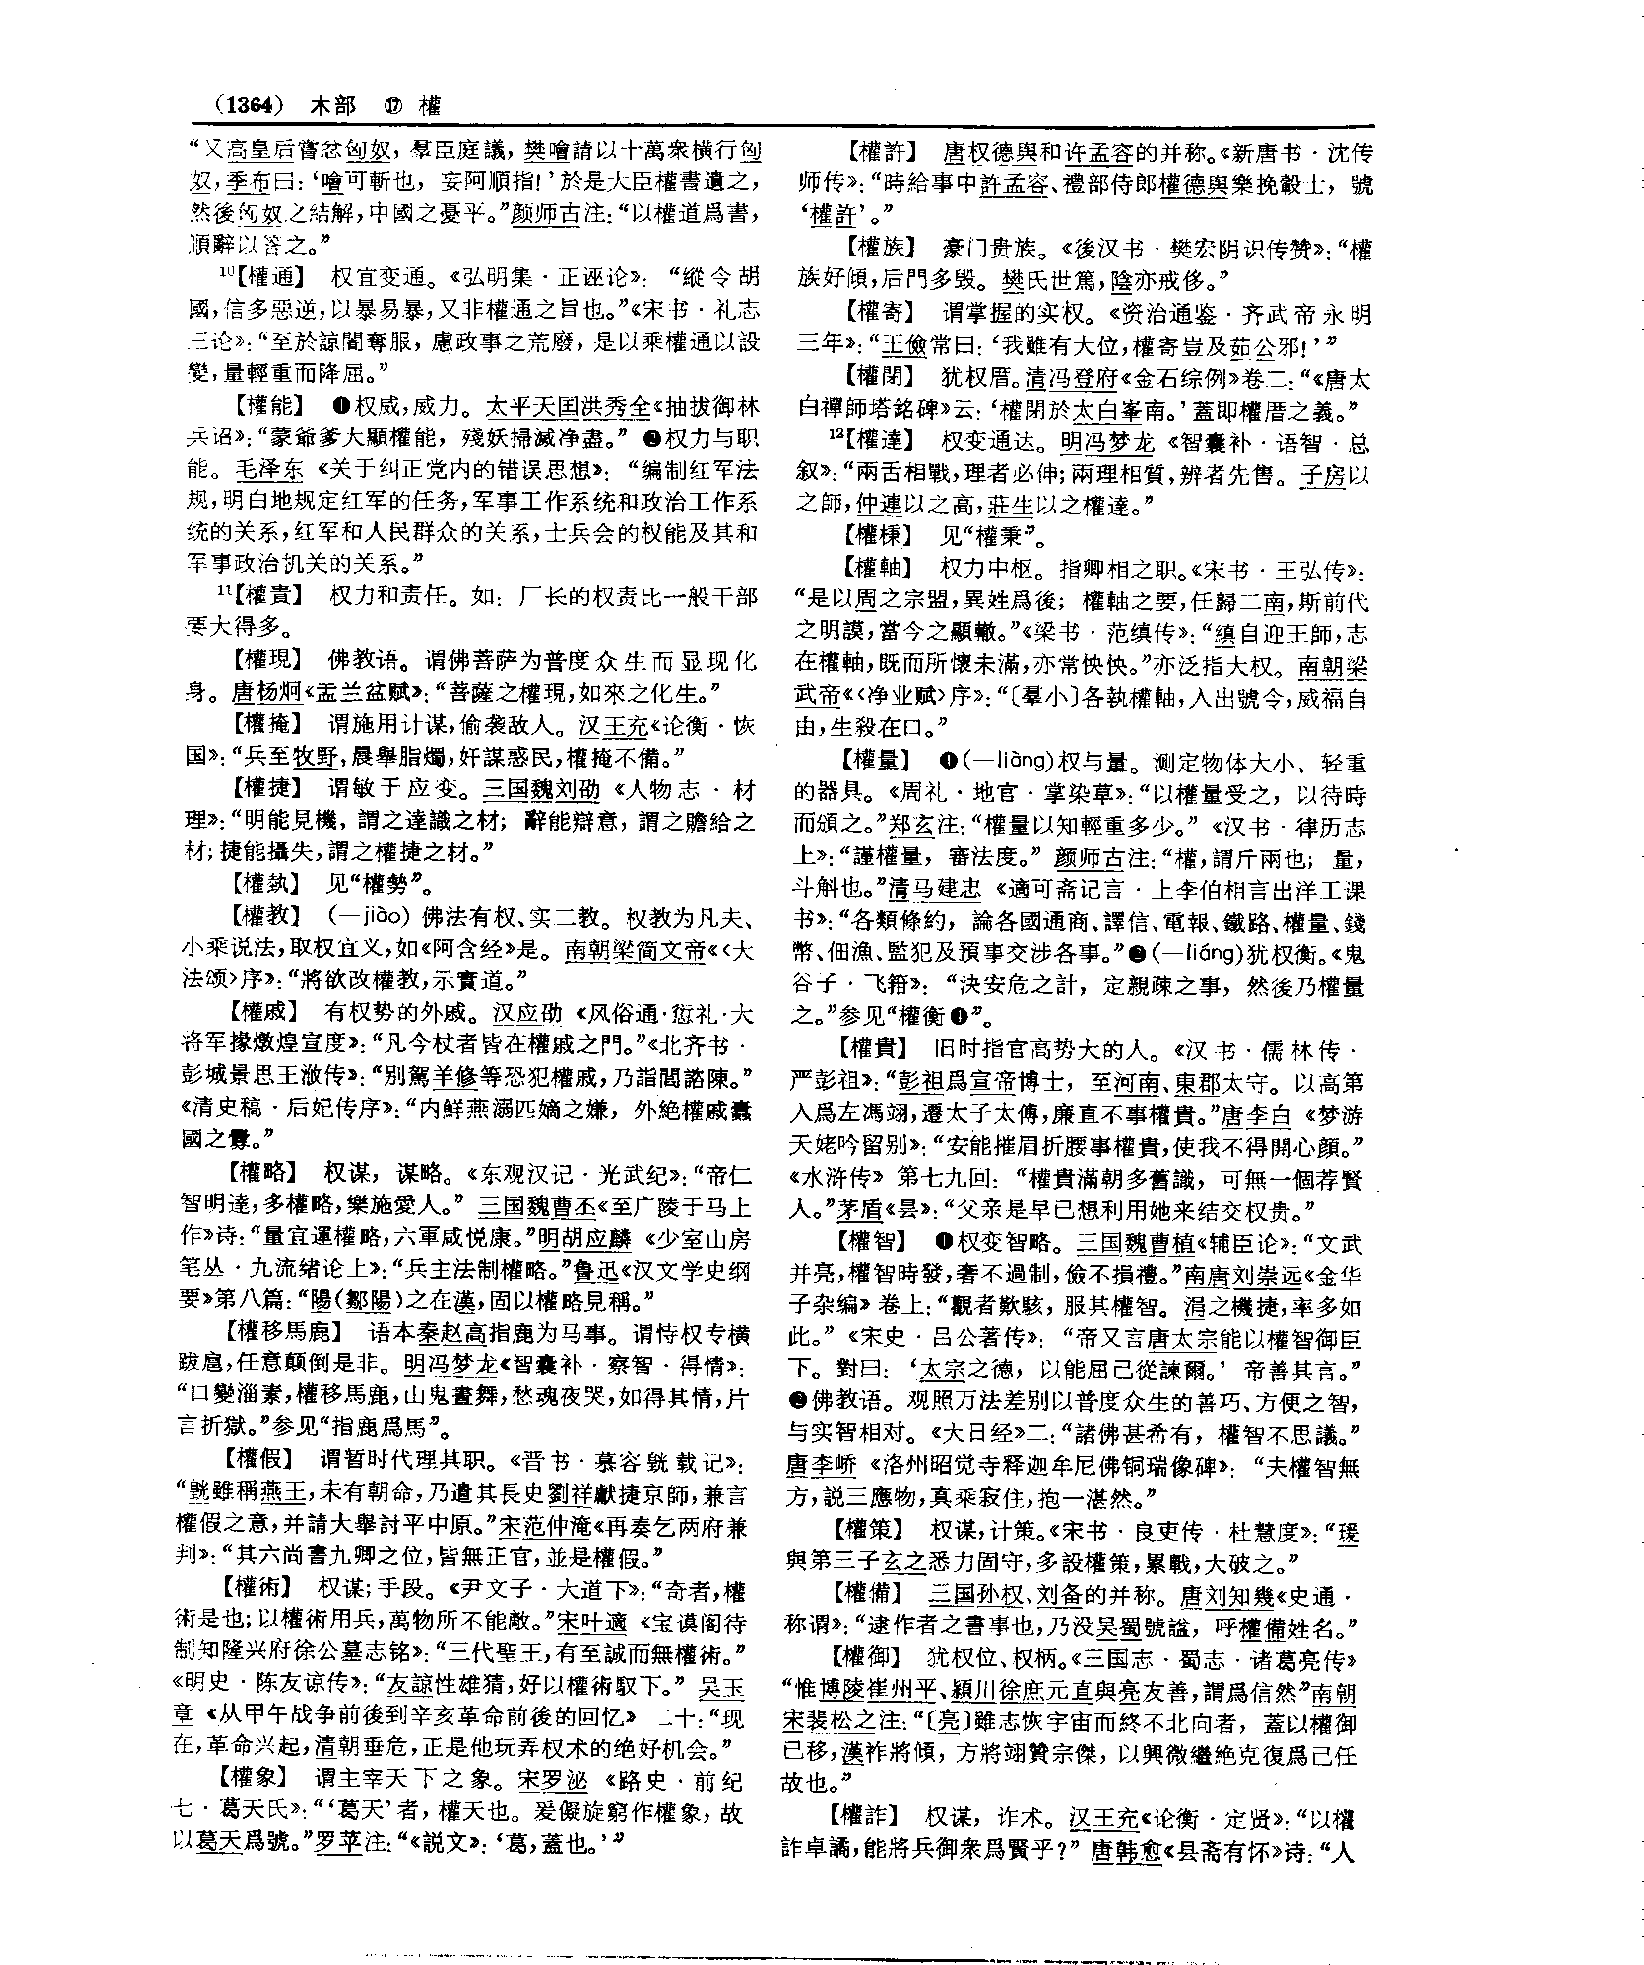 （1364） 木部 ⑰ 權
“又高皇后嘗忿匈奴，羣臣庭議，樊噲請以十萬衆横行匈
奴，季布曰：‘噲可斬也，妄阿順指！’於是大臣權書遺之，
然後匈奴之結解，中國之憂平。”颜师古注：“以權道爲書，
順辭以答之。”
¹⁰【權通】 权宜变通。《弘明集·正诬论》：“縱令胡
國，信多惡逆，以暴易暴，又非權通之旨也。”《宋书·礼志
三论》：“至於諒闇奪服，慮政事之荒廢，是以乘權通以設
變，量輕重而降屈。”
【權能】 ❶权威，威力。太平天囯洪秀全《抽拔御林
兵诏》：“蒙爺爹大顯權能，殘妖掃滅净盡。”❷权力与职
能。毛泽东《关于纠正党内的错误思想》：“编制红军法
规，明白地规定红军的任务，军事工作系统和政治工作系
统的关系，红军和人民群众的关系，士兵会的权能及其和
军事政治机关的关系。”
¹¹【權責】 权力和责任。如：厂长的权责比一般干部
要大得多。
【權現】 佛教语。谓佛菩萨为普度众生而显现化
身。唐杨炯《盂兰盆赋》：“菩薩之權現，如來之化生。”
【權掩】 谓施用计谋，偷袭敌人。汉王充《论衡·恢
国》：“兵至牧野，晨舉脂燭，奸謀惑民，權掩不備。”
【權捷】 谓敏于应变。三国魏刘劭《人物志·材
理》：“明能見機，謂之達識之材；辭能辯意，謂之贍給之
材；捷能攝失，謂之權捷之材。”
【權埶】 见“權勢”。
【權教】 （—jiào）佛法有权、实二教。权教为凡夫、
小乘说法，取权宜义，如《阿含经》是。南朝梁简文帝《〈大
法颂〉序》：“將欲改權教，示實道。”
【權戚】 有权势的外戚。汉应劭《风俗通·愆礼·大
将军掾燉煌宣度》：“凡今杖者皆在權戚之門。”《北齐书·
彭城景思王浟传》：“别駕羊修等恐犯權戚，乃詣閣諮陳。”
《清史稿·后妃传序》：“内鮮燕溺匹嫡之嫌，外絶權戚蠹
國之釁。”
【權略】 权谋，谋略。《东观汉记·光武纪》：“帝仁
智明達，多權略，樂施愛人。”三国魏曹丕《至广陵于马上
作》诗：“量宜運權略，六軍咸悦康。”明胡应麟《少室山房
笔丛·九流绪论上》：“兵主法制權略。”鲁迅《汉文学史纲
要》第八篇：“陽（鄒陽）之在漢，固以權略見稱。”
【權移馬鹿】 语本秦赵高指鹿为马事。谓恃权专横
跋扈，任意颠倒是非。明冯梦龙《智囊补·察智·得情》：
“口變淄素，權移馬鹿，山鬼晝舞，愁魂夜哭，如得其情，片
言折獄。”参见“指鹿爲馬”。
【權假】 谓暂时代理其职。《晋书·慕容皝载记》：
“皝雖稱燕王，未有朝命，乃遣其長史劉祥獻捷京師，兼言
權假之意，并請大舉討平中原。”宋范仲淹《再奏乞两府兼
判》：“其六尚書九卿之位，皆無正官，並是權假。”
【權術】 权谋；手段。《尹文子·大道下》：“奇者，權
術是也；以權術用兵，萬物所不能敵。”宋叶適《宝谟阁待
制知隆兴府徐公墓志铭》：“三代聖王，有至誠而無權術。”
《明史·陈友谅传》：“友諒性雄猜，好以權術馭下。”吴玉
章《从甲午战争前後到辛亥革命前後的回忆》二十：“现
在，革命兴起，清朝垂危，正是他玩弄权术的绝好机会。”
【權象】 谓主宰天下之象。宋罗泌《路史·前纪
七·葛天氏》：“‘葛天’者，權天也。爰儗旋穹作權象，故
以葛天爲號。”罗苹注：“《説文》：‘葛，蓋也。’”
【權許】 唐权德舆和许孟容的并称。《新唐书·沈传
师传》：“時給事中許孟容、禮部侍郎權德輿樂挽轂士，號
‘權許’。”
【權族】 豪门贵族。《後汉书·樊宏阴识传赞》：“權
族好傾，后門多毁。樊氏世篤，陰亦戒侈。”
【權寄】 谓掌握的实权。《资治通鉴·齐武帝永明
三年》：“王儉常曰：‘我雖有大位，權寄豈及茹公邪！’”
【權閉】 犹权厝。清冯登府《金石综例》卷二：“《唐太
白禪師塔銘碑》云：‘權閉於太白峯南。’蓋即權厝之義。”
¹²【權達】 权变通达。明冯梦龙《智囊补·语智·总
叙》：“兩舌相戰，理者必伸；兩理相質，辨者先售。子房以
之師，仲連以之高，莊生以之權達。”
【權棅】 见“權秉”。
【權軸】 权力中枢。指卿相之职。《宋书·王弘传》：
“是以周之宗盟，異姓爲後；權軸之要，任歸二南，斯前代
之明謨，當今之顯轍。”《梁书·范缜传》：“縝自迎王師，志
在權軸，既而所懷未滿，亦常怏怏。”亦泛指大权。南朝梁
武帝《〈净业赋〉序》：“〔羣小〕各執權軸，入出號令，威福自
由，生殺在口。”
【權量】 ❶（—liàng）权与量。测定物体大小、轻重
的器具。《周礼·地官·掌染草》：“以權量受之，以待時
而頒之。”郑玄注：“權量以知輕重多少。”《汉书·律历志
上》：“謹權量，審法度。”颜师古注：“權，謂斤兩也；量，
斗斛也。”清马建忠《適可斋记言·上李伯相言出洋工课
书》：“各類條約，論各國通商、譯信、電報、鐵路、權量、錢
幣、佃漁、監犯及預事交涉各事。”❷（—liáng）犹权衡。《鬼
谷子·飞箝》：“決安危之計，定親疎之事，然後乃權量
之。”参见“權衡❶”。
【權貴】 旧时指官高势大的人。《汉书·儒林传·
严彭祖》：“彭祖爲宣帝博士，至河南、東郡太守。以高第
入爲左馮翊，遷太子太傅，廉直不事權貴。”唐李白《梦游
天姥吟留别》：“安能摧眉折腰事權貴，使我不得開心顔。”
《水浒传》第七九回：“權貴滿朝多舊識，可無一個荐賢
人。”茅盾《昙》：“父亲是早已想利用她来结交权贵。”
【權智】 ❶权变智略。三国魏曹植《辅臣论》：“文武
并亮，權智時發，奢不過制，儉不損禮。”南唐刘崇远《金华
子杂编》卷上：“觀者歎駭，服其權智。涓之機捷，率多如
此。”《宋史·吕公著传》：“帝又言唐太宗能以權智御臣
下。對曰：‘太宗之德，以能屈己從諫爾。’帝善其言。”
❷佛教语。观照万法差别以普度众生的善巧、方便之智，
与实智相对。《大日经》二：“諸佛甚希有，權智不思議。”
唐李峤《洛州昭觉寺释迦牟尼佛铜瑞像碑》：“夫權智無
方，説三應物，真乘寂住，抱一湛然。”
【權策】 权谋，计策。《宋书·良吏传·杜慧度》：“瑗
與第三子玄之悉力固守，多設權策，累戰，大破之。”
【權備】 三国孙权、刘备的并称。唐刘知幾《史通·
称谓》：“逮作者之書事也，乃没吴蜀號謚，呼權備姓名。”
【權御】 犹权位、权柄。《三国志·蜀志·诸葛亮传》
“惟博陵崔州平、潁川徐庶元直與亮友善，謂爲信然”南朝
宋裴松之注：“〔亮〕雖志恢宇宙而終不北向者，蓋以權御
已移，漢祚將傾，方將翊贊宗傑，以興微繼絶克復爲己任
故也。”
【權詐】 权谋，诈术。汉王充《论衡·定贤》：“以權
詐卓譎，能將兵御衆爲賢乎？”唐韩愈《县斋有怀》诗：“人